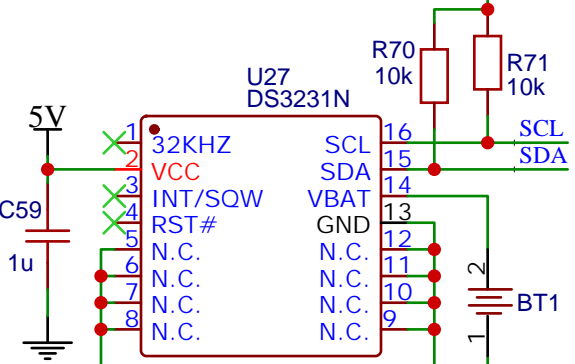 R70
10k
R71
10k
U27
DS3231N
5V
1
32KHZ
SCL
16
SCL
2
VCC
SDA
15
SDA
3
INT/SQW
VBAT
14
4
RST#
GND
13
C59
5
N.C.
N.C.
12
6
N.C.
N.C.
11
1u
7
N.C.
N.C.
10
2
BT1
8
N.C.
N.C.
9
1